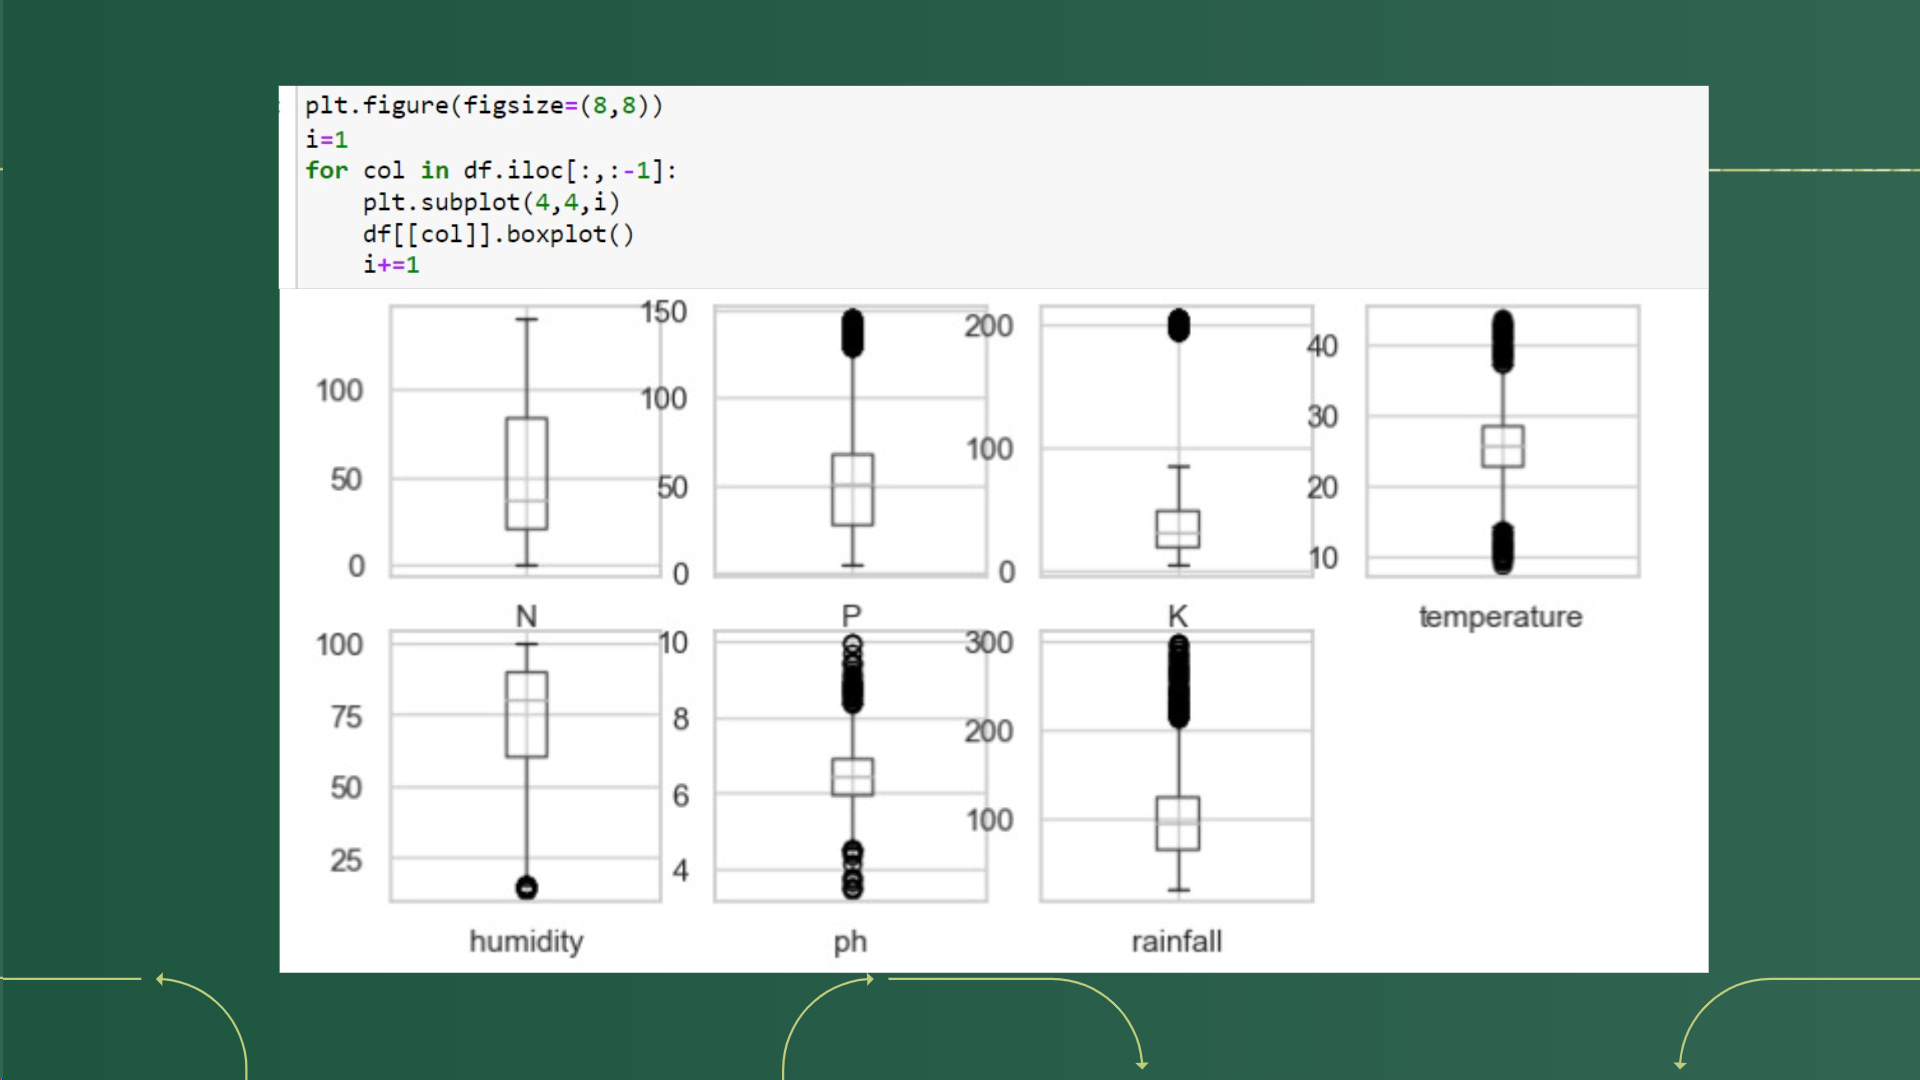 plt.figure(figsize=(8,8))
i=1
for col in df.iloc[:,:-1]:
    plt.subplot(4,4,i)
    df[[col]].boxplot()
    i+=1
100
50
0
N
150
100
50
0
P
200
100
0
K
40
30
20
10
temperature
100
75
50
25
humidity
10
8
6
4
ph
300
200
100
rainfall